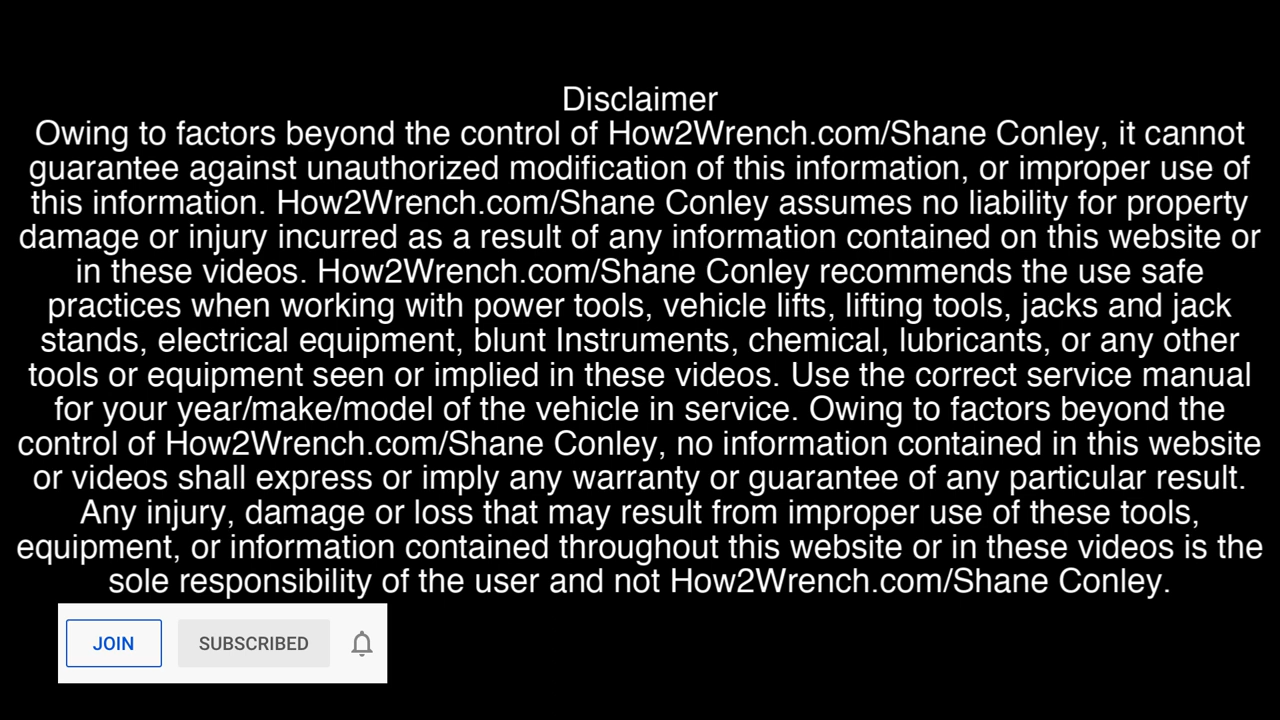 Disclaimer
Owing to factors beyond the control of How2Wrench.com/Shane Conley, it cannot
guarantee against unauthorized modification of this information, or improper use of
this information. How2Wrench.com/Shane Conley assumes no liability for property
damage or injury incurred as a result of any information contained on this website or
in these videos. How2Wrench.com/Shane Conley recommends the use safe
practices when working with power tools, vehicle lifts, lifting tools, jacks and jack
stands, electrical equipment, blunt Instruments, chemical, lubricants, or any other
tools or equipment seen or implied in these videos. Use the correct service manual
for your year/make/model of the vehicle in service. Owing to factors beyond the
control of How2Wrench.com/Shane Conley, no information contained in this website
or videos shall express or imply any warranty or guarantee of any particular result.
Any injury, damage or loss that may result from improper use of these tools,
equipment, or information contained throughout this website or in these videos is the
sole responsibility of the user and not How2Wrench.com/Shane Conley.
JOIN SUBSCRIBED